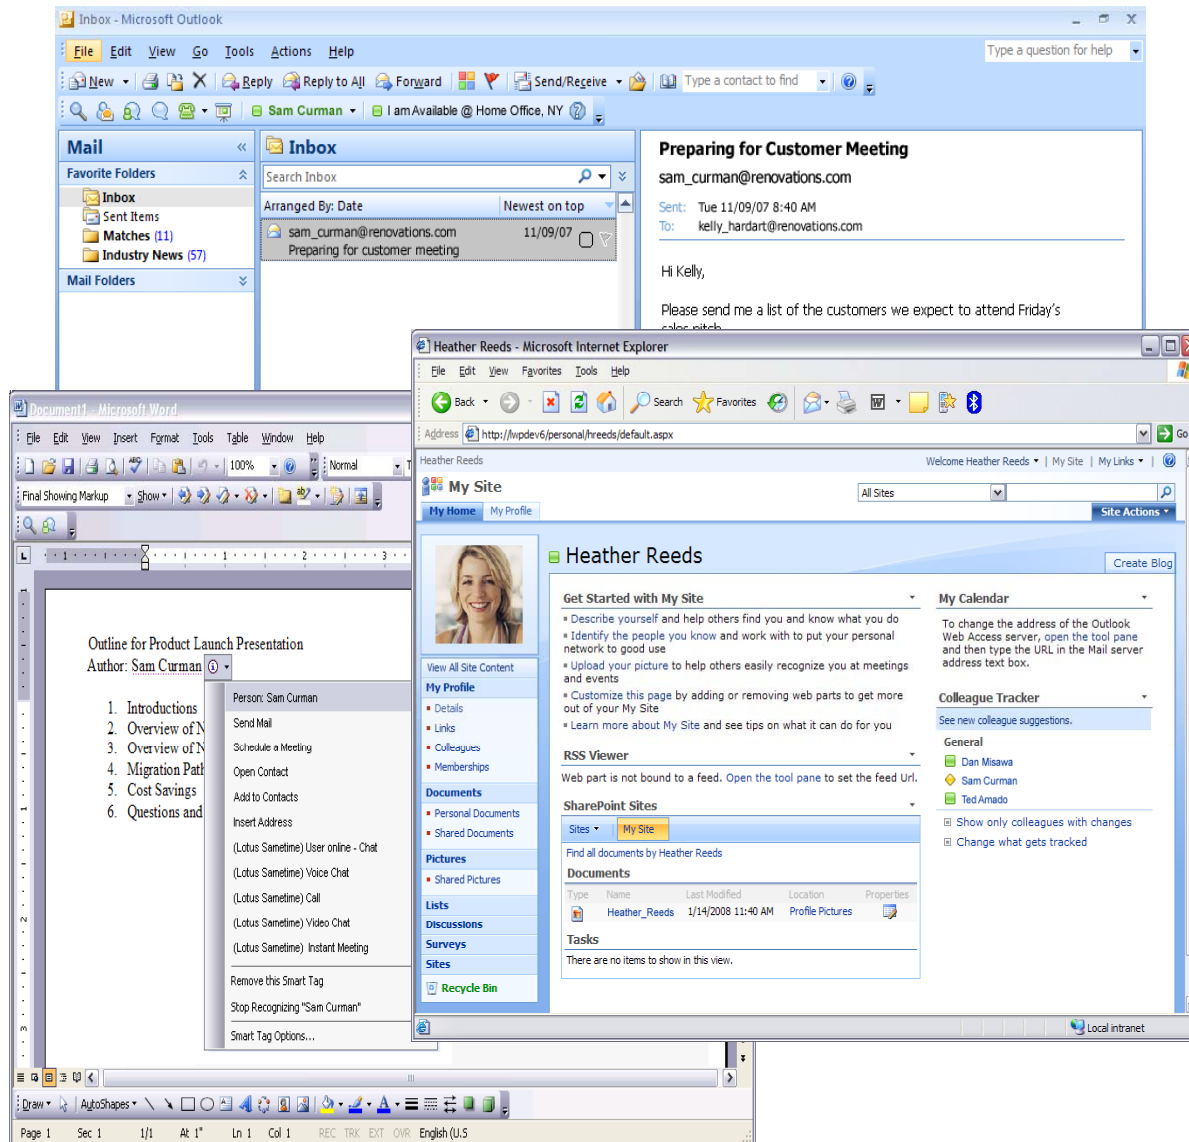 Inbox - Microsoft Outlook
File Edit View Go Tools Actions Help
Type a question for help
New Reply Reply to All Forward Send/Receive Type a contact to find
Sam Curman I am Available @ Home Office, NY
Mail
Favorite Folders
Inbox
Sent Items
Matches (11)
Industry News (57)
Mail Folders
Inbox
Search Inbox
Arranged By: Date Newest on top
sam_curman@renovations.com 11/09/07
Preparing for customer meeting
Preparing for Customer Meeting
sam_curman@renovations.com
Sent: Tue 11/09/07 8:40 AM
To: kelly_hardart@renovations.com
Hi Kelly,
Please send me a list of the customers we expect to attend Friday's
sales pitch
Document1 - Microsoft Word
File Edit View Insert Format Tools Table Window Help
100% Normal
Final Showing Markup Show
Outline for Product Launch Presentation
Author: Sam Curman
1. Introductions
2. Overview of N
3. Overview of N
4. Migration Path
5. Cost Savings
6. Questions and
Person: Sam Curman
Send Mail
Schedule a Meeting
Open Contact
Add to Contacts
Insert Address
(Lotus Sametime) User online - Chat
(Lotus Sametime) Voice Chat
(Lotus Sametime) Call
(Lotus Sametime) Video Chat
(Lotus Sametime) Instant Meeting
Remove this Smart Tag
Stop Recognizing "Sam Curman"
Smart Tag Options...
Draw AutoShapes
Page 1 Sec 1 1/1 At 1" Ln 1 Col 1 REC TRK EXT OVR English (U.S
Heather Reeds - Microsoft Internet Explorer
File Edit View Favorites Tools Help
Back Search Favorites
Address http://lwpdev6/personal/hreeds/default.aspx Go
Heather Reeds Welcome Heather Reeds | My Site | My Links |
My Site All Sites
My Home My Profile Site Actions
Heather Reeds
Create Blog
View All Site Content
My Profile
Details
Links
Colleagues
Memberships
Documents
Personal Documents
Shared Documents
Pictures
Shared Pictures
Lists
Discussions
Surveys
Sites
Recycle Bin
Get Started with My Site
Describe yourself and help others find you and know what you do
Identify the people you know and work with to put your personal
network to good use
Upload your picture to help others easily recognize you at meetings
and events
Customize this page by adding or removing web parts to get more
out of your My Site
Learn more about My Site and see tips on what it can do for you
RSS Viewer
Web part is not bound to a feed. Open the tool pane to set the feed Url.
SharePoint Sites
Sites My Site
Find all documents by Heather Reeds
Documents
Type Name Last Modified Location Properties
Heather_Reeds 1/14/2008 11:40 AM Profile Pictures
Tasks
There are no items to show in this view.
My Calendar
To change the address of the Outlook
Web Access server, open the tool pane
and then type the URL in the Mail server
address text box.
Colleague Tracker
See new colleague suggestions.
General
Dan Misawa
Sam Curman
Ted Amado
Show only colleagues with changes
Change what gets tracked
Local intranet